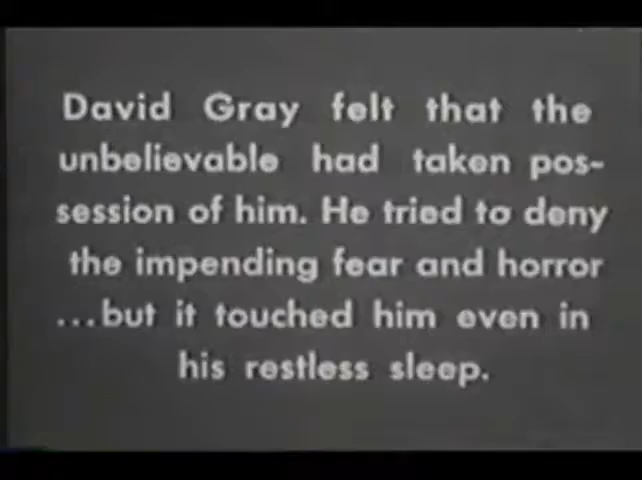 David Gray felt that the
unbelievable had taken pos-
session of him. He tried to deny
the impending fear and horror
...but it touched him even in
his restless sleep.